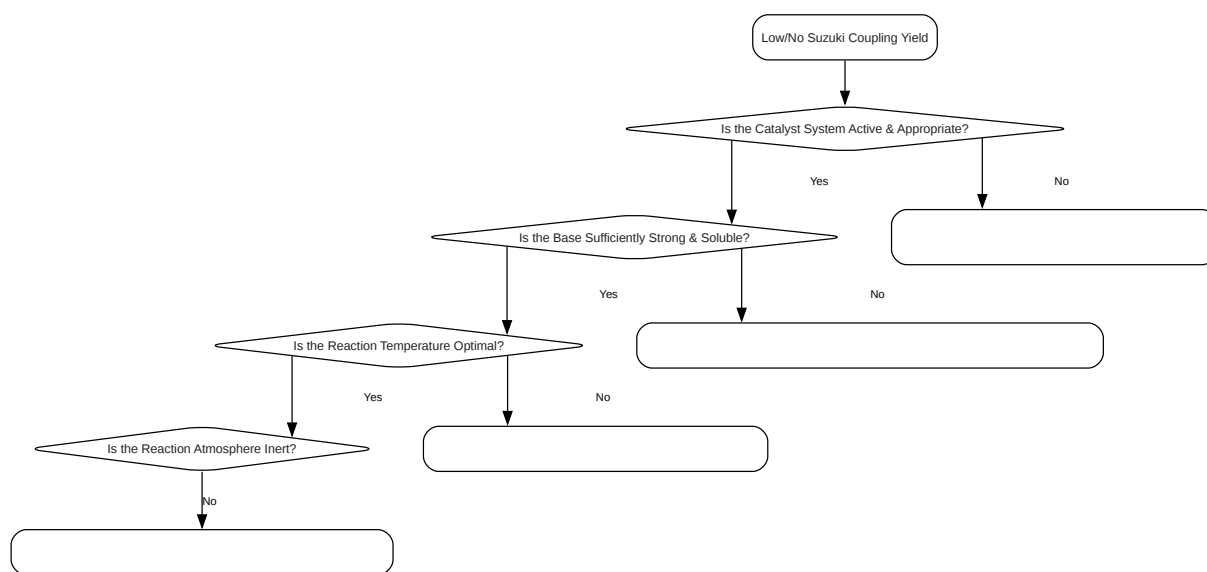 Low/No Suzuki Coupling Yield
Is the Catalyst System Active & Appropriate?
Yes
No
Is the Base Sufficiently Strong & Soluble?
Yes
No
Is the Reaction Temperature Optimal?
Yes
No
Is the Reaction Atmosphere Inert?
No